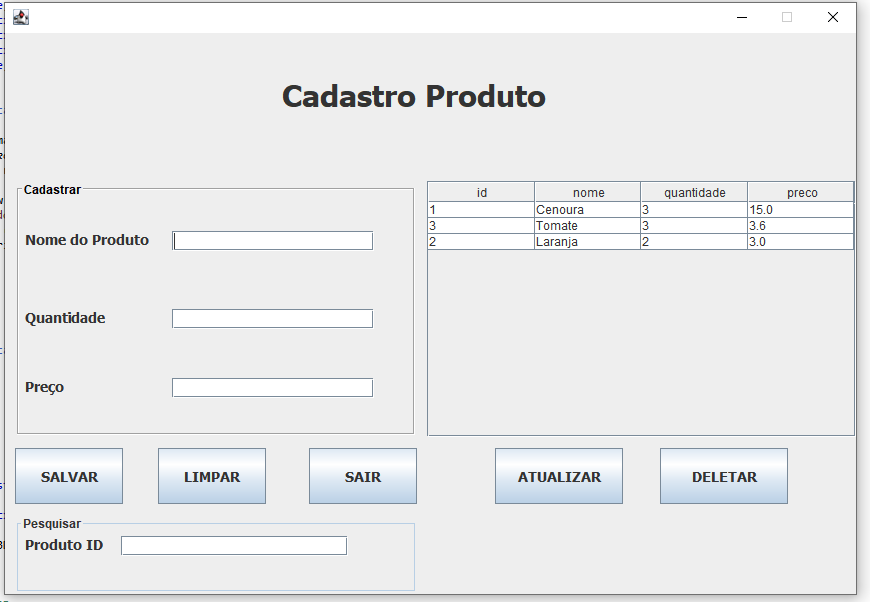 Cadastro Produto
Cadastrar
Nome do Produto
Quantidade
Preço
id nome quantidade preco
1 Cenoura 3 15.0
3 Tomate 3 3.6
2 Laranja 2 3.0
SALVAR LIMPAR SAIR ATUALIZAR DELETAR
Pesquisar
Produto ID